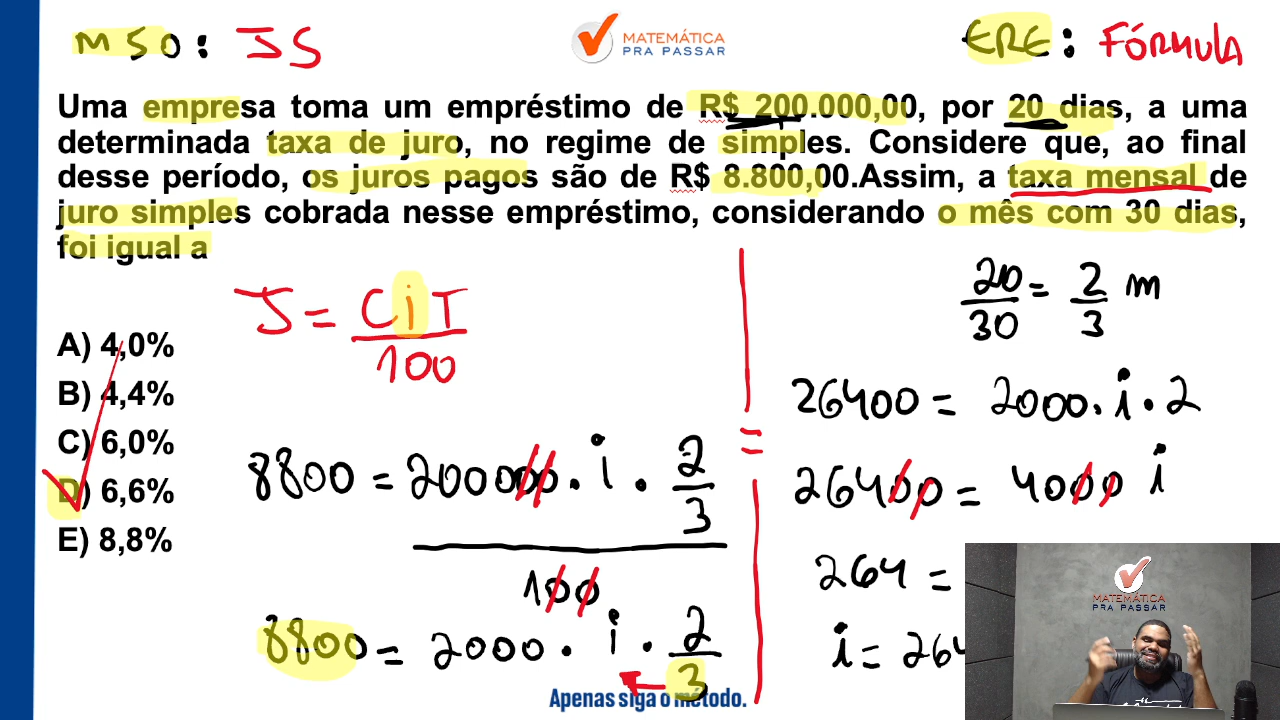 M S O : J S
MATEMÁTICA
PRA PASSAR
ERE : FÓRMULA
Uma empresa toma um empréstimo de R$ 200.000,00, por 20 dias, a uma
determinada taxa de juro, no regime de simples. Considere que, ao final
desse período, os juros pagos são de R$ 8.800,00.Assim, a taxa mensal de
juro simples cobrada nesse empréstimo, considerando o mês com 30 dias,
foi igual a
A) 4,0%
B) 4,4%
C) 6,0%
D) 6,6%
E) 8,8%
J = CiT/100
8800 = 200000 . i . 2/3
100
8800 = 2000 . i . 2/3
20/30 = 2/3 m
26400 = 2000 . i . 2
26400 = 4000 i
264 =
i = 264
MATEMÁTICA
PRA PASSAR
Apenas siga o método.